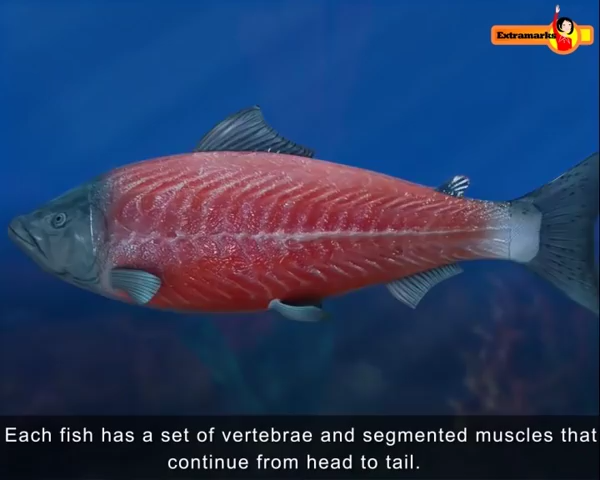 Extramarks
Each fish has a set of vertebrae and segmented muscles that
continue from head to tail.